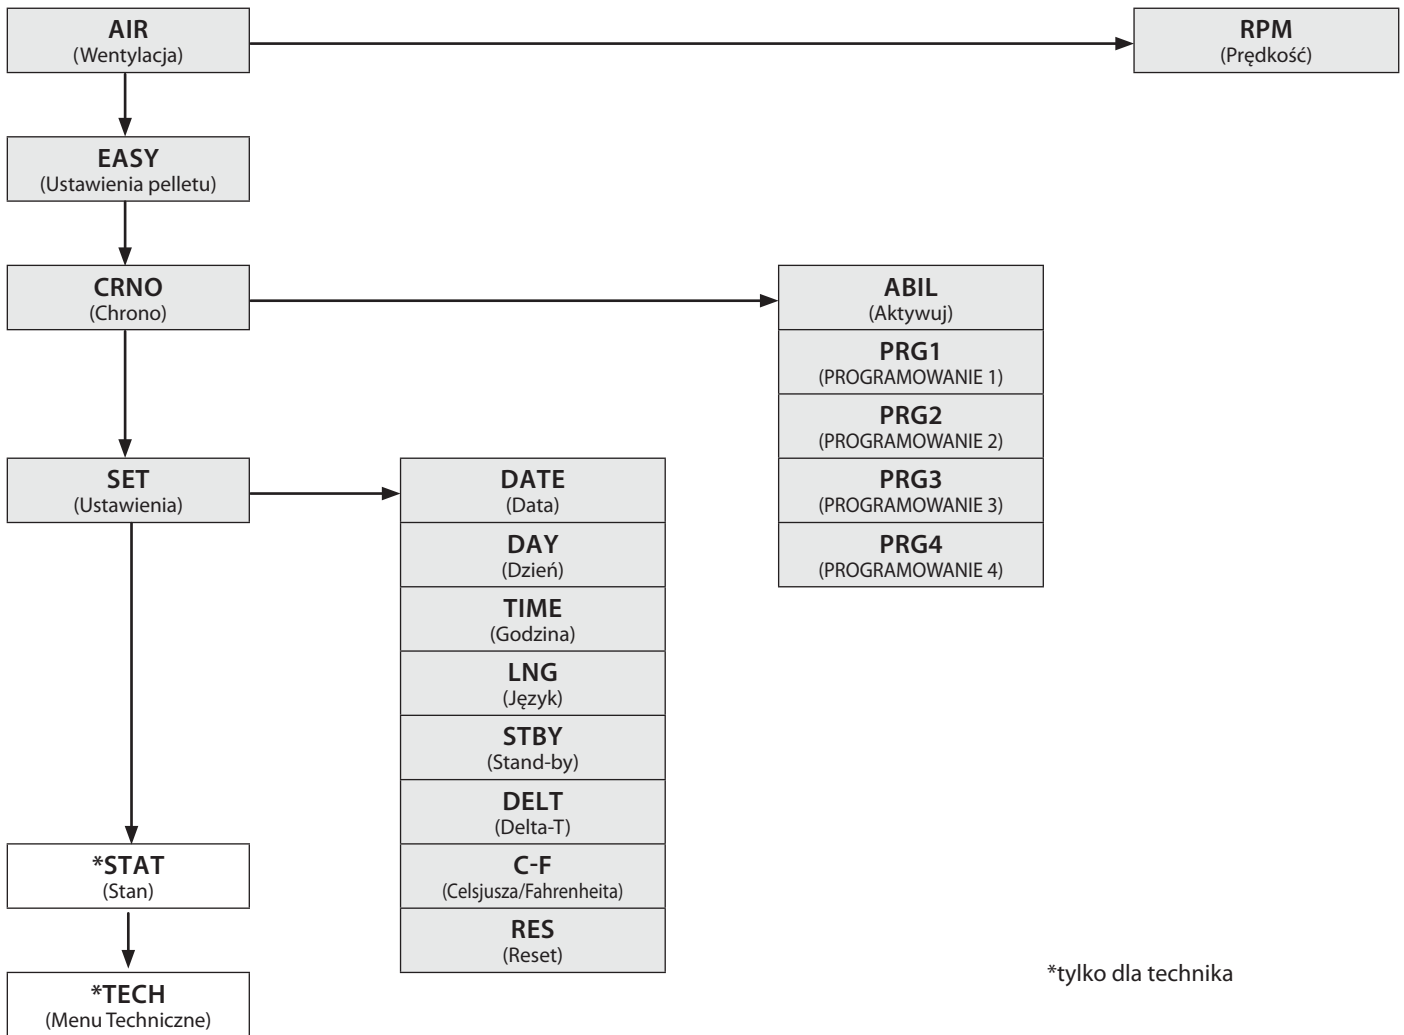 AIR
(Wentylacja)
RPM
(Prędkość)
EASY
(Ustawienia pelletu)
CRNO
(Chrono)
ABIL
(Aktywuj)
PRG1
(PROGRAMOWANIE 1)
PRG2
(PROGRAMOWANIE 2)
PRG3
(PROGRAMOWANIE 3)
PRG4
(PROGRAMOWANIE 4)
SET
(Ustawienia)
DATE
(Data)
DAY
(Dzień)
TIME
(Godzina)
LNG
(Język)
STBY
(Stand-by)
DELT
(Delta-T)
C-F
(Celsjusza/Fahrenheita)
RES
(Reset)
*STAT
(Stan)
*TECH
(Menu Techniczne)
*tylko dla technika